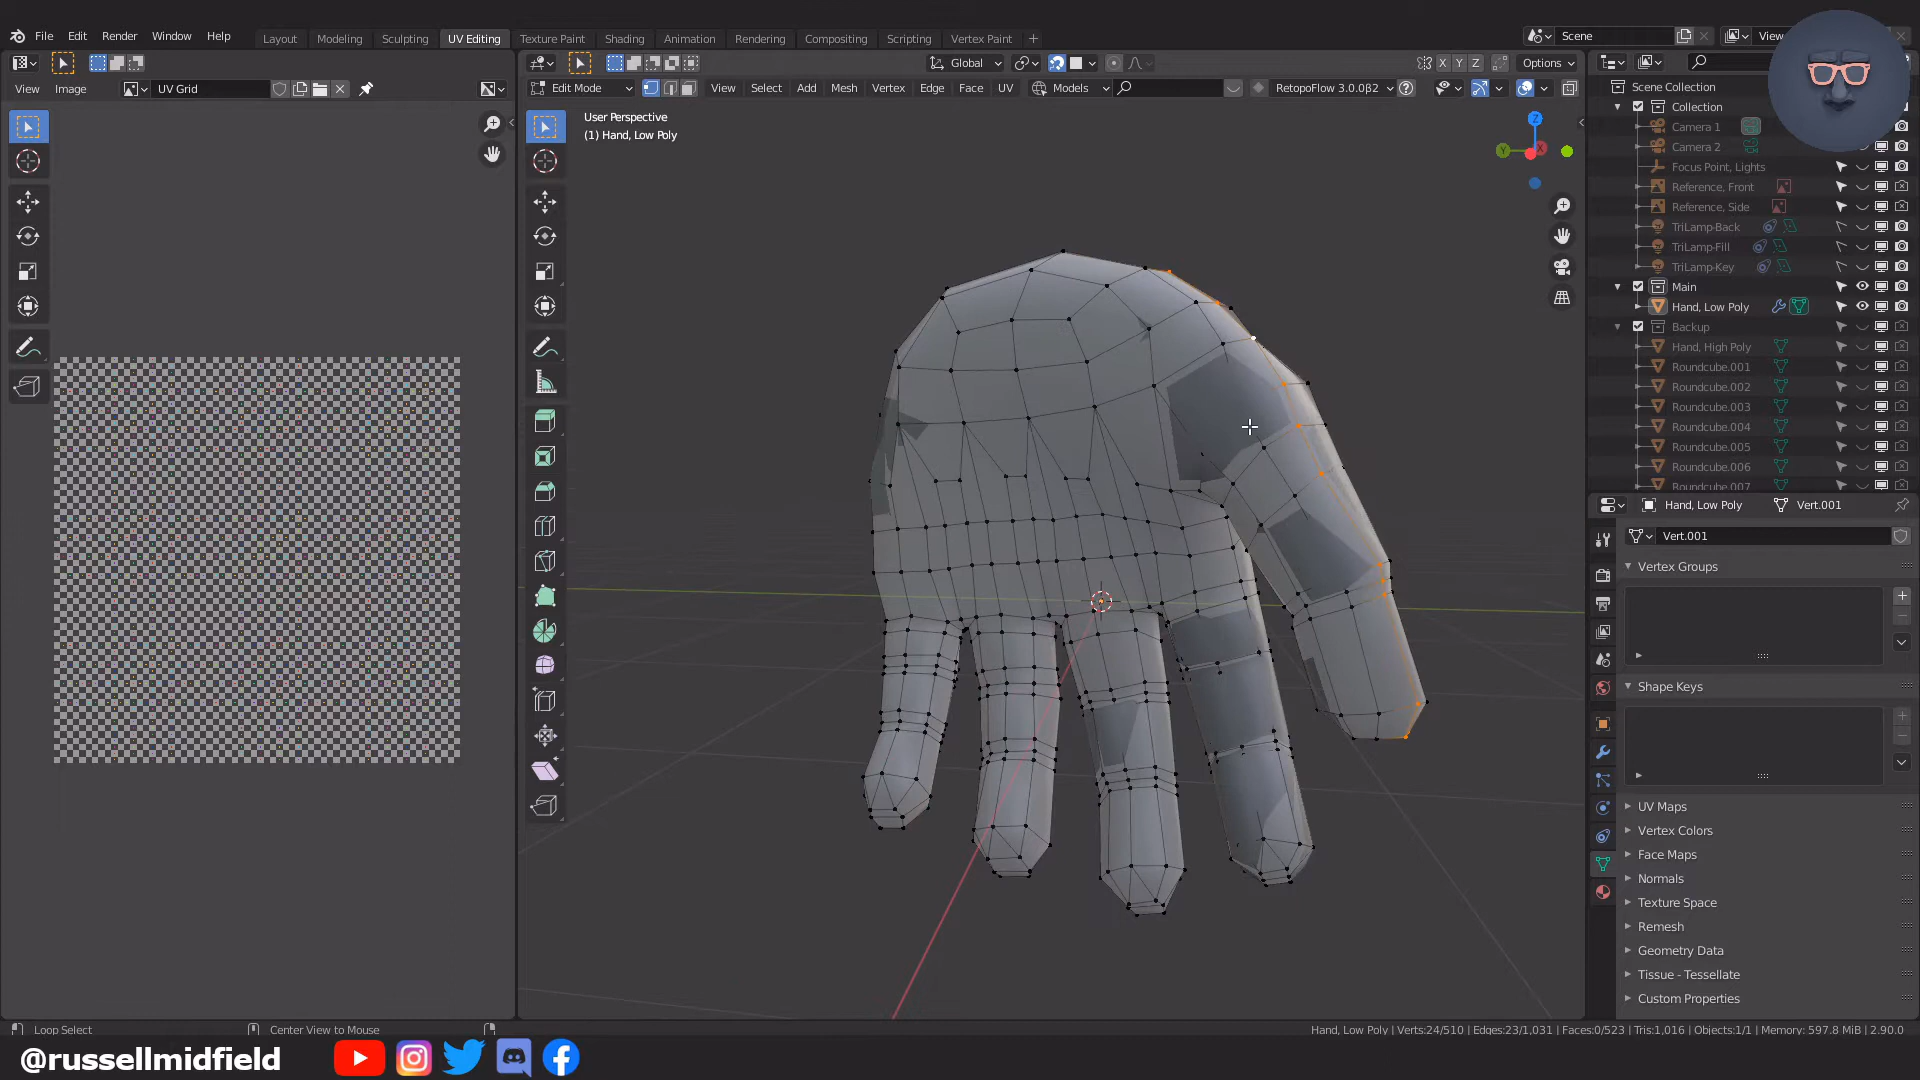 File Edit Render Window Help
Layout Modeling Sculpting UV Editing Texture Paint Shading Animation Rendering Compositing Scripting Vertex Paint +
Scene
View
View Image
UV Grid
Global
X Y Z
Options
Edit Mode
View Select Add Mesh Vertex Edge Face UV
Models
RetopoFlow 3.0.0β2
User Perspective
(1) Hand, Low Poly
Z
Y
X
Scene Collection
Collection
Camera 1
Camera 2
Focus Point, Lights
Reference, Front
Reference, Side
TriLamp-Back
TriLamp-Fill
TriLamp-Key
Main
Hand, Low Poly
Backup
Hand, High Poly
Roundcube.001
Roundcube.002
Roundcube.003
Roundcube.004
Roundcube.005
Roundcube.006
Roundcube.007
Hand, Low Poly
Vert.001
Vert.001
Vertex Groups
Shape Keys
UV Maps
Vertex Colors
Face Maps
Normals
Texture Space
Remesh
Geometry Data
Tissue - Tessellate
Custom Properties
Loop Select
Center View to Mouse
Hand, Low Poly | Verts:24/510 | Edges:23/1,031 | Faces:0/523 | Tris:1,016 | Objects:1/1 | Memory: 597.8 MiB | 2.90.0
@russellmidfield